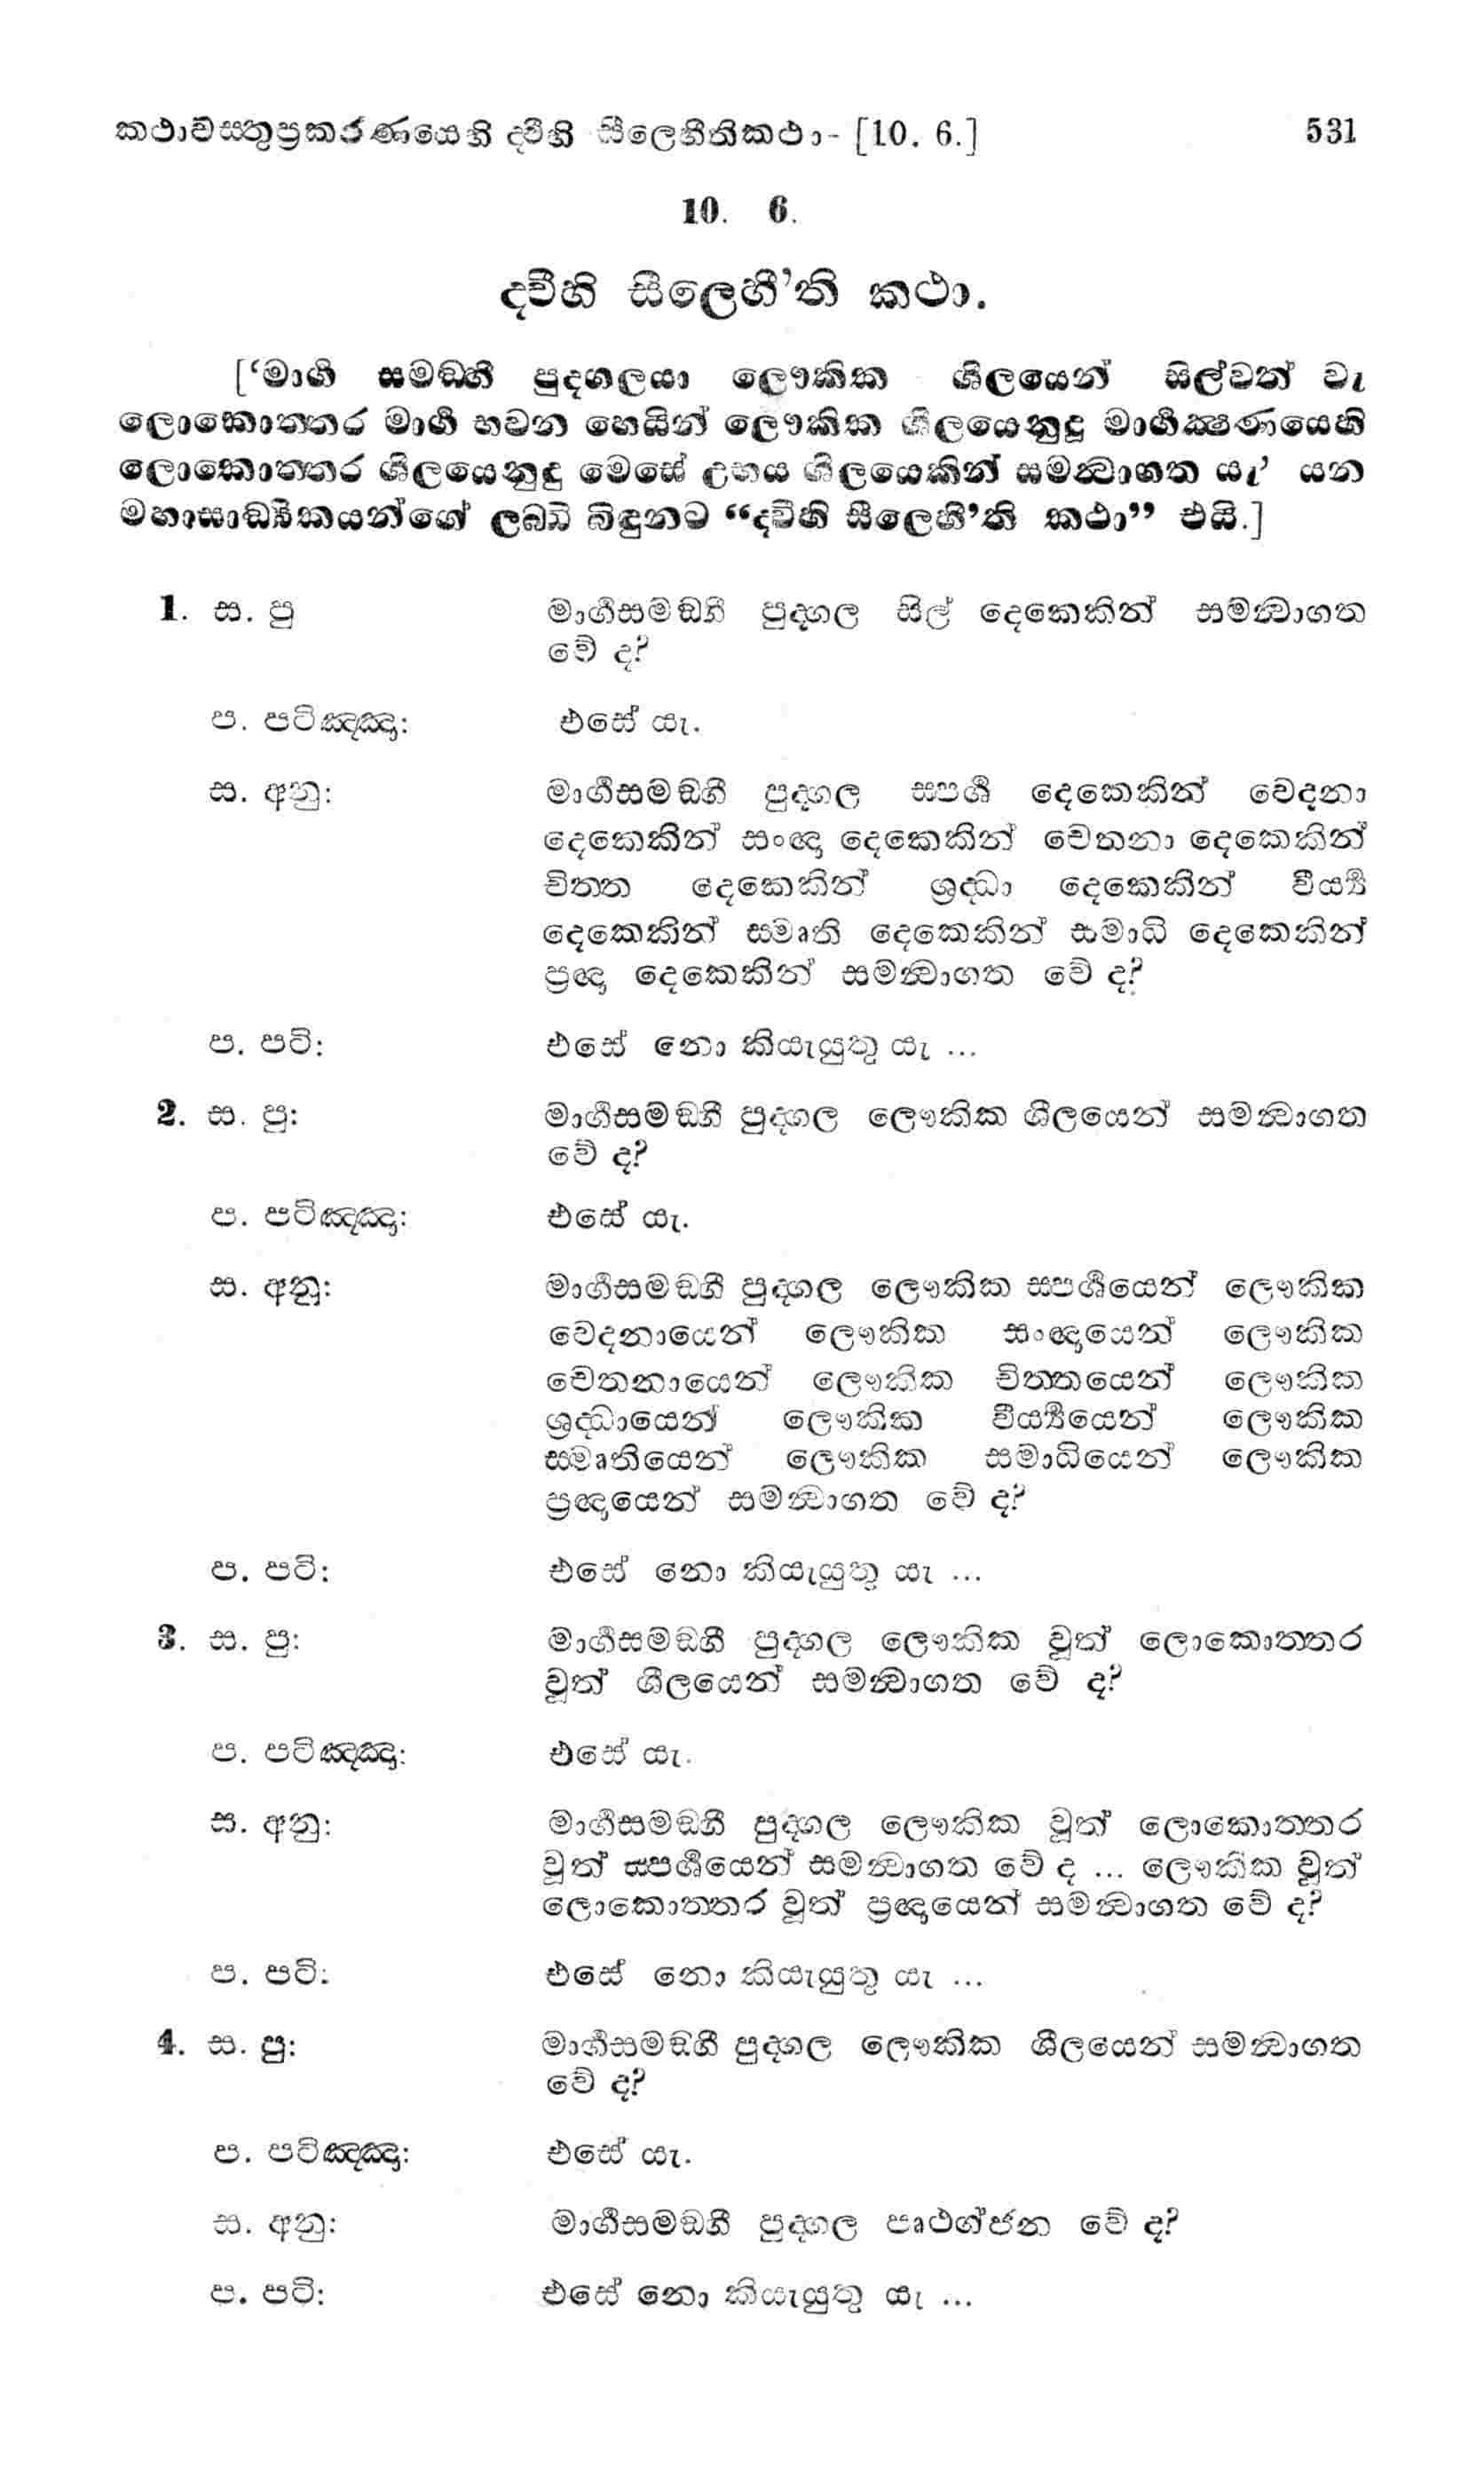 කථාවස්තුප්‍රකරණයෙහි ද්වීහි සීලෙහීතිකථා- [10. 6.] 531
10. 6.
ද්වීහි සීලෙහී’ති කථා.
[‘මාර්ග සමඞ්ගී පුද්ගලයා ලෞකික ශීලයෙන් සිල්වත් වැ
ලොකොත්තර මාර්ග භවන හෙයින් ලෞකික ශීලයෙනුදු මාර්ගක්‍ෂණයෙහි
ලොකොත්තර ශීලයෙනුදු මෙසේ උභය ශීලයෙකින් සමන්‍වාගත යැ’ යන
මහාසාඞ්ඝිකයන්ගේ ලබ්ධි බිඳුනට “ද්වීහි සීලෙහී’ති කථා” එයි.]
1. ස. පු මාර්ගසමඞ්ගී පුද්ගල සිල් දෙකෙකින් සමන්‍වාගත
වේ ද?
ප. පටිඤ්ඤා: එසේ යැ.
ස. අනු: මාර්ගසමඞ්ගී පුද්ගල ස්පර්ශ දෙකෙකින් වේදනා
දෙකෙකින් සංඥා දෙකෙකින් චේතනා දෙකෙකින්
චිත්ත දෙකෙකින් ශ්‍රද්ධා දෙකෙකින් වීර්ය්‍ය
දෙකෙකින් ස්මෘති දෙකෙකින් සමාධි දෙකෙකින්
ප්‍රඥා දෙකෙකින් සමන්‍වාගත වේ ද?
ප. පටි: එසේ නො කියැයුතු යැ ...
2. ස. පු: මාර්ගසමඞ්ගී පුද්ගල ලෞකික ශීලයෙන් සමන්‍වාගත
වේ ද?
ප. පටිඤ්ඤා: එසේ යැ.
ස. අනු: මාර්ගසමඞ්ගී පුද්ගල ලෞකික ස්පර්ශයෙන් ලෞකික
වෙදනායෙන් ලෞකික සංඥායෙන් ලෞකික
චෙතනායෙන් ලෞකික චිත්තයෙන් ලෞකික
ශ්‍රද්ධායෙන් ලෞකික වීර්ය්‍යයෙන් ලෞකික
ස්මෘතියෙන් ලෞකික සමාධියෙන් ලෞකික
ප්‍රඥායෙන් සමන්‍වාගත වේ ද?
ප. පටි: එසේ නො කියැයුතු යැ ...
3. ස. පු: මාර්ගසමඞ්ගී පුද්ගල ලෞකික වූත් ලොකොත්තර
වූත් ශීලයෙන් සමන්‍වාගත වේ ද?
ප. පටිඤ්ඤා: එසේ යැ.
ස. අනු: මාර්ගසමඞ්ගී පුද්ගල ලෞකික වූත් ලොකොත්තර
වූත් ස්පර්ශයෙන් සමන්‍වාගත වේ ද ... ලෞකික වූත්
ලොකොත්තර වූත් ප්‍රඥායෙන් සමන්‍වාගත වේ ද?
ප. පටි: එසේ නො කියැයුතු යැ ...
4. ස. පු: මාර්ගසමඞ්ගී පුද්ගල ලෞකික ශීලයෙන් සමන්‍වාගත
වේ ද?
ප. පටිඤ්ඤා: එසේ යැ.
ස. අනු: මාර්ගසමඞ්ගී පුද්ගල පෘථග්ජන වේ ද?
ප. පටි: එසේ නො කියැයුතු යැ ...